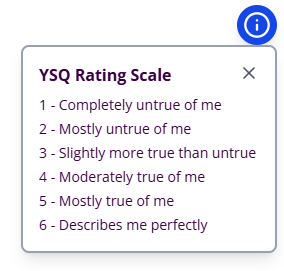 YSQ Rating Scale
1 - Completely untrue of me
2 - Mostly untrue of me
3 - Slightly more true than untrue
4 - Moderately true of me
5 - Mostly true of me
6 - Describes me perfectly